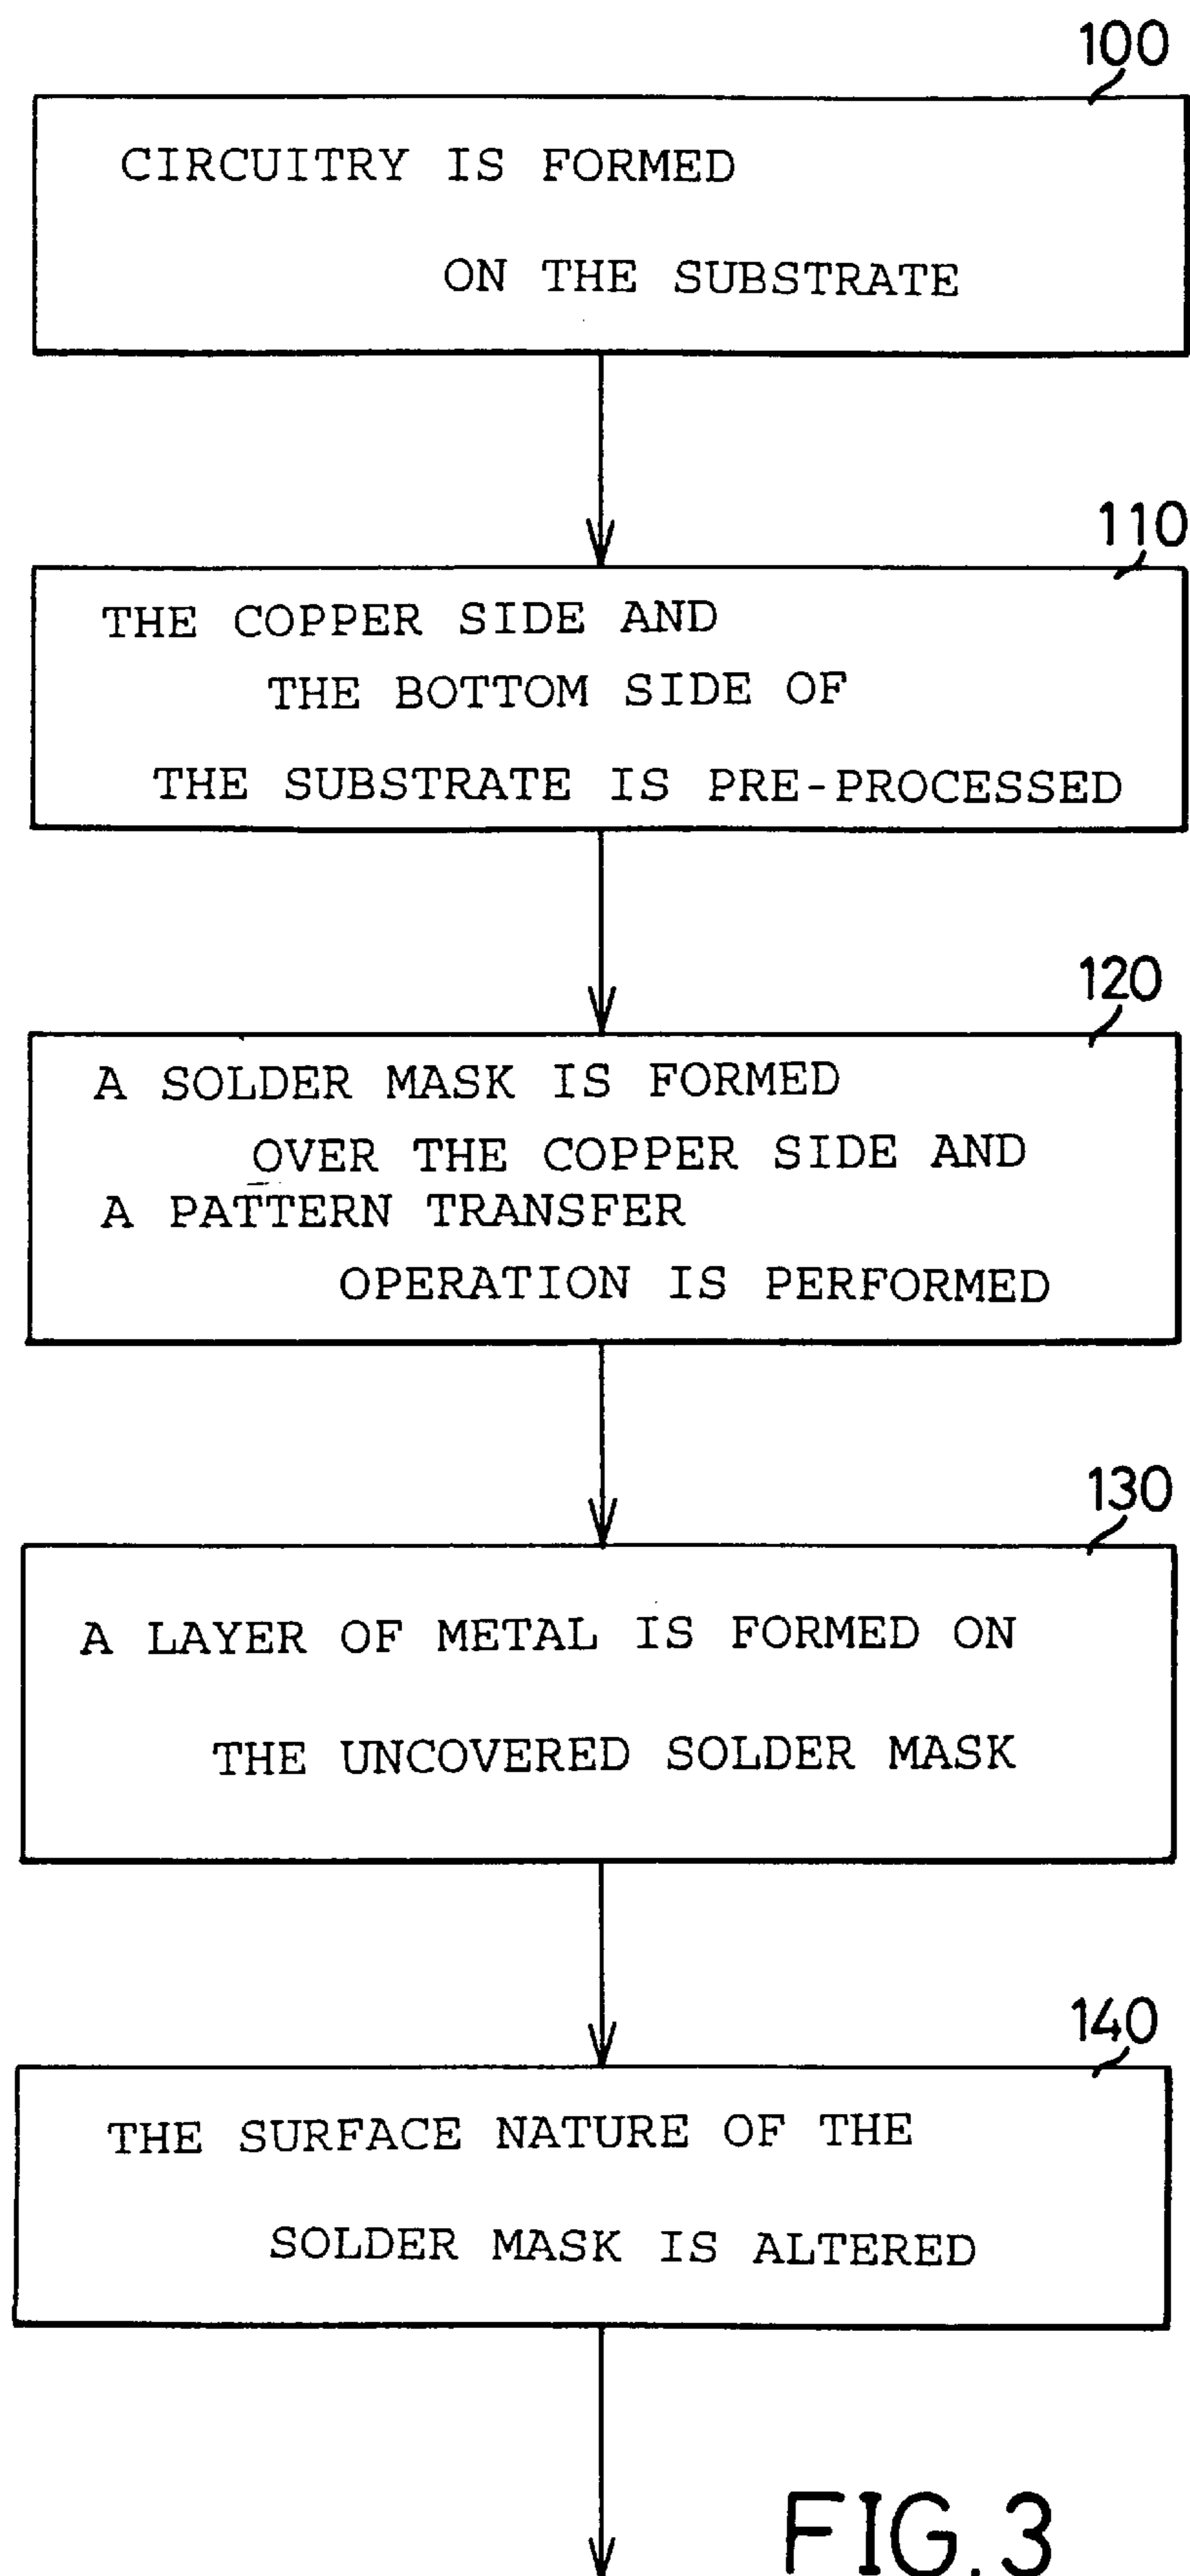 100
CIRCUITRY IS FORMED
ON THE SUBSTRATE
110
THE COPPER SIDE AND
THE BOTTOM SIDE OF
THE SUBSTRATE IS PRE-PROCESSED
120
A SOLDER MASK IS FORMED
OVER THE COPPER SIDE AND
A PATTERN TRANSFER
OPERATION IS PERFORMED
130
A LAYER OF METAL IS FORMED ON
THE UNCOVERED SOLDER MASK
140
THE SURFACE NATURE OF THE
SOLDER MASK IS ALTERED
FIG.3